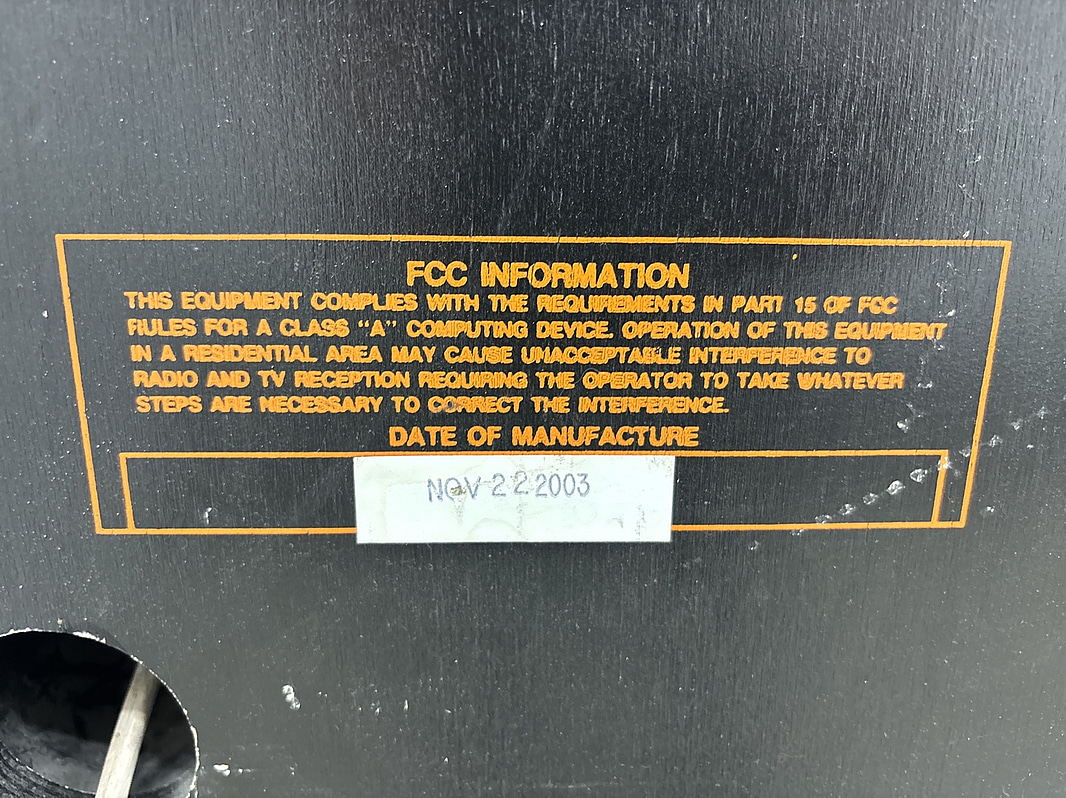 FCC INFORMATION
THIS EQUIPMENT COMPLIES WITH THE REQUIREMENTS IN PART 15 OF FCC
RULES FOR A CLASS "A" COMPUTING DEVICE. OPERATION OF THIS EQUIPMENT
IN A RESIDENTIAL AREA MAY CAUSE UNACCEPTABLE INTERFERENCE TO
RADIO AND TV RECEPTION REQUIRING THE OPERATOR TO TAKE WHATEVER
STEPS ARE NECESSARY TO CORRECT THE INTERFERENCE.
DATE OF MANUFACTURE
NOV 22 2003